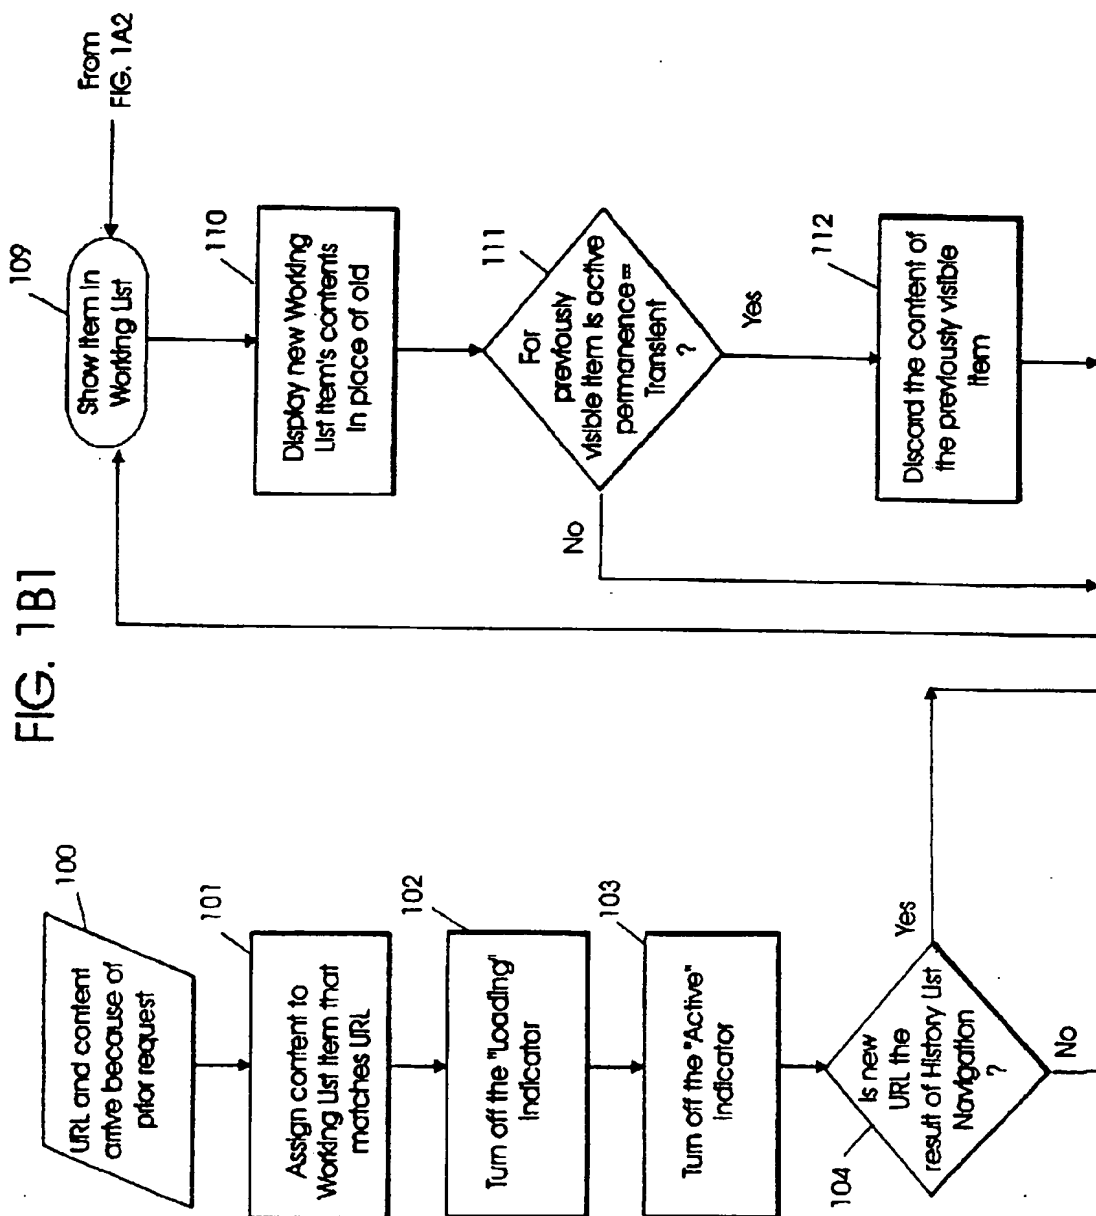 FIG. 1B1
100
URL and content
arrive because of
prior request
101
Assign content to
Working List Item that
matches URL
102
Turn off the "Loading"
Indicator
103
Turn off the "Active"
Indicator
104
Is new
URL the
result of History List
Navigation
?
Yes
No
From
FIG. 1A2
109
Show Item in
Working List
110
Display new Working
List Item's contents
In place of old
111
For
previously
visible Item is active
permanence=
Transient
?
No
Yes
112
Discard the content of
the previously visible
Item